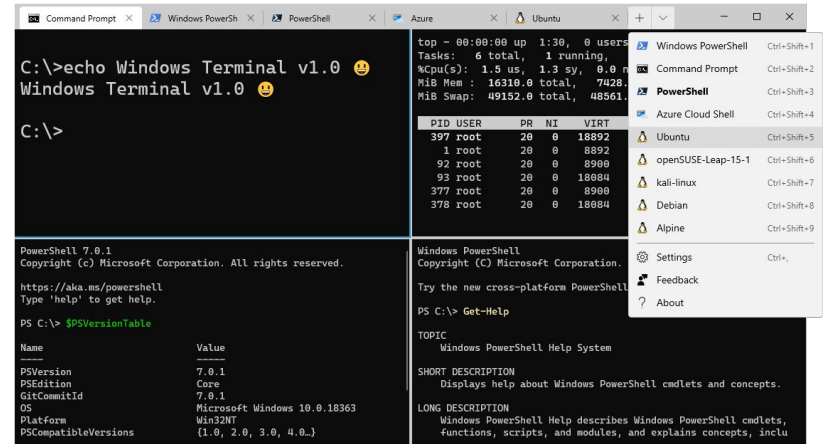 Command Prompt
Windows PowerSh
PowerShell
Azure
Ubuntu
C:\>echo Windows Terminal v1.0 😃
Windows Terminal v1.0 😃
C:\>
top - 00:00:00 up 1:30, 0 users
Tasks: 6 total, 1 running,
%Cpu(s): 1.5 us, 1.3 sy, 0.0 n
MiB Mem : 16310.0 total, 7428.
MiB Swap: 49152.0 total, 48561.
PID USER PR NI VIRT
397 root 20 0 18892
1 root 20 0 8892
92 root 20 0 8900
93 root 20 0 18084
377 root 20 0 8900
378 root 20 0 18084
Windows PowerShell Ctrl+Shift+1
Command Prompt Ctrl+Shift+2
PowerShell Ctrl+Shift+3
Azure Cloud Shell Ctrl+Shift+4
Ubuntu Ctrl+Shift+5
openSUSE-Leap-15-1 Ctrl+Shift+6
kali-linux Ctrl+Shift+7
Debian Ctrl+Shift+8
Alpine Ctrl+Shift+9
Settings Ctrl+,
Feedback
About
PowerShell 7.0.1
Copyright (c) Microsoft Corporation. All rights reserved.
https://aka.ms/powershell
Type 'help' to get help.
PS C:\> $PSVersionTable
Name Value
---- -----
PSVersion 7.0.1
PSEdition Core
GitCommitId 7.0.1
OS Microsoft Windows 10.0.18363
Platform Win32NT
PSCompatibleVersions {1.0, 2.0, 3.0, 4.0…}
Windows PowerShell
Copyright (C) Microsoft Corporation.
Try the new cross-platform PowerShell
PS C:\> Get-Help
TOPIC
Windows PowerShell Help System
SHORT DESCRIPTION
Displays help about Windows PowerShell cmdlets and concepts.
LONG DESCRIPTION
Windows PowerShell Help describes Windows PowerShell cmdlets,
functions, scripts, and modules, and explains concepts, inclu